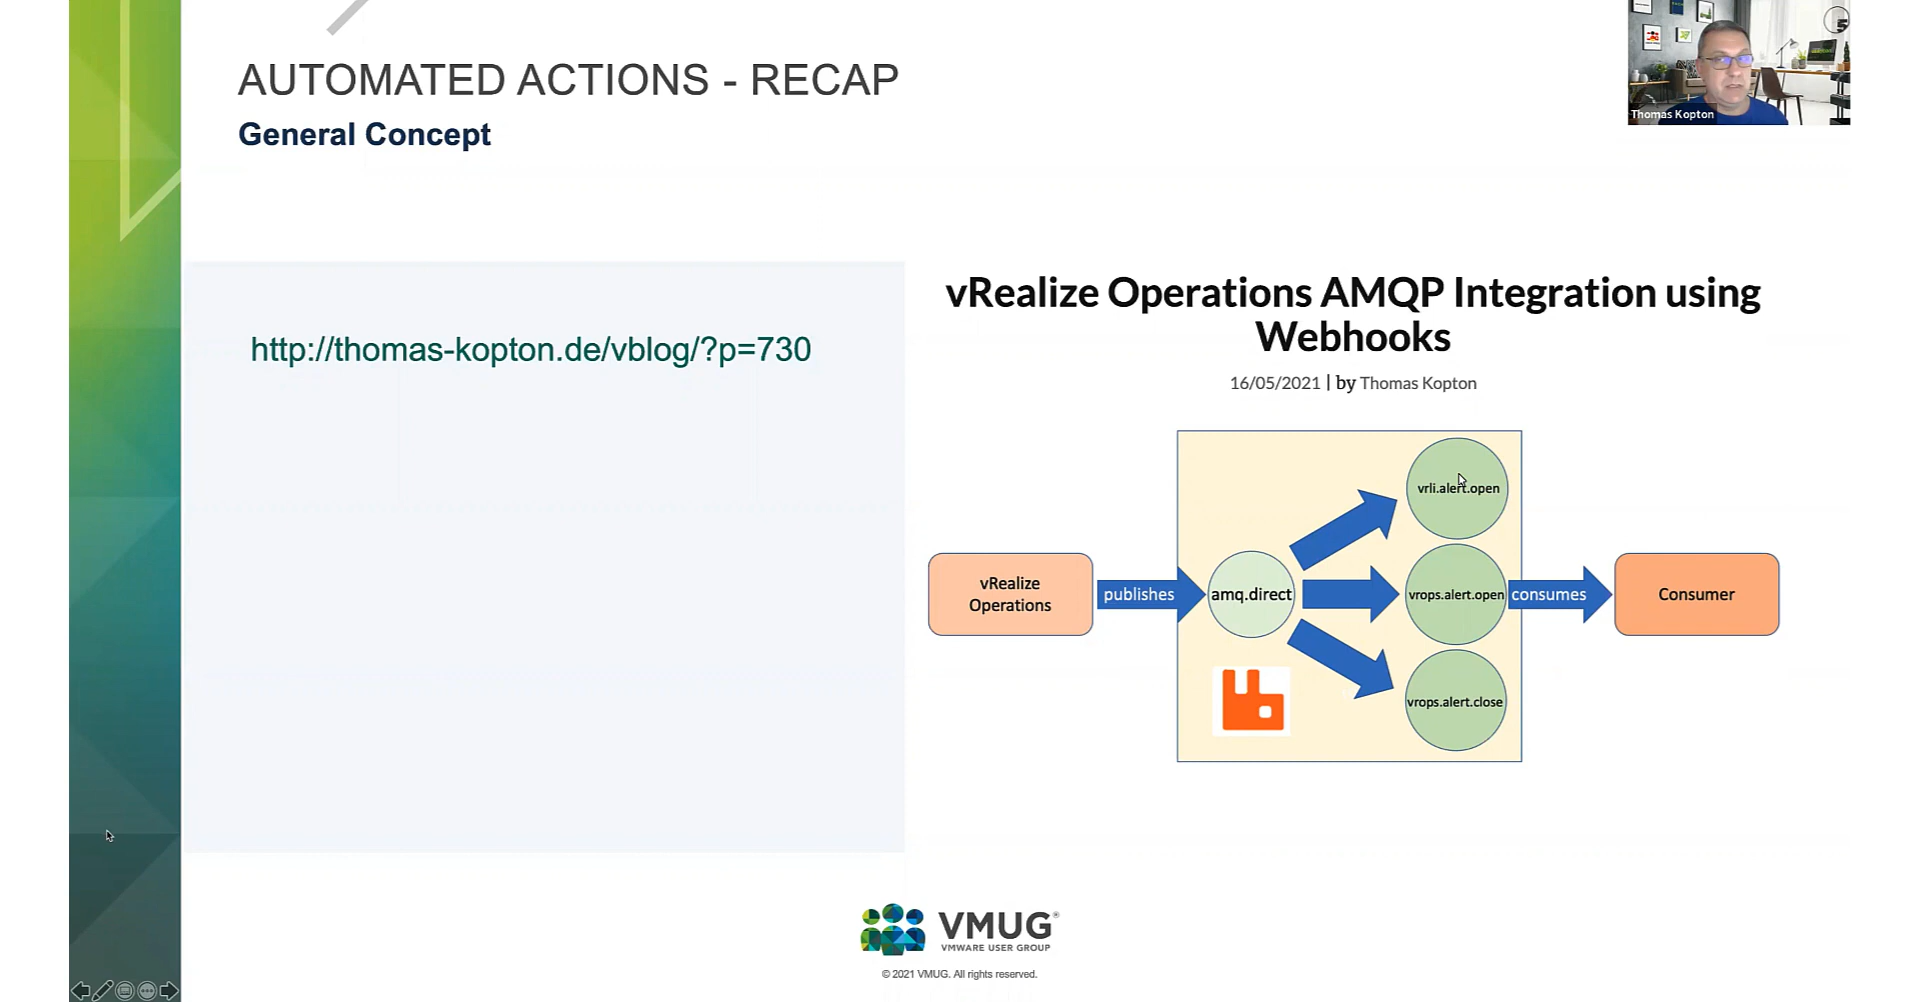 AUTOMATED ACTIONS - RECAP
General Concept
Thomas Kopton
http://thomas-kopton.de/vblog/?p=730
vRealize Operations AMQP Integration using
Webhooks
16/05/2021 | by Thomas Kopton
vRealize
Operations
publishes
amq.direct
vrli.alert.open
vrops.alert.open
vrops.alert.close
consumes
Consumer
VMUG®
VMWARE USER GROUP
© 2021 VMUG. All rights reserved.